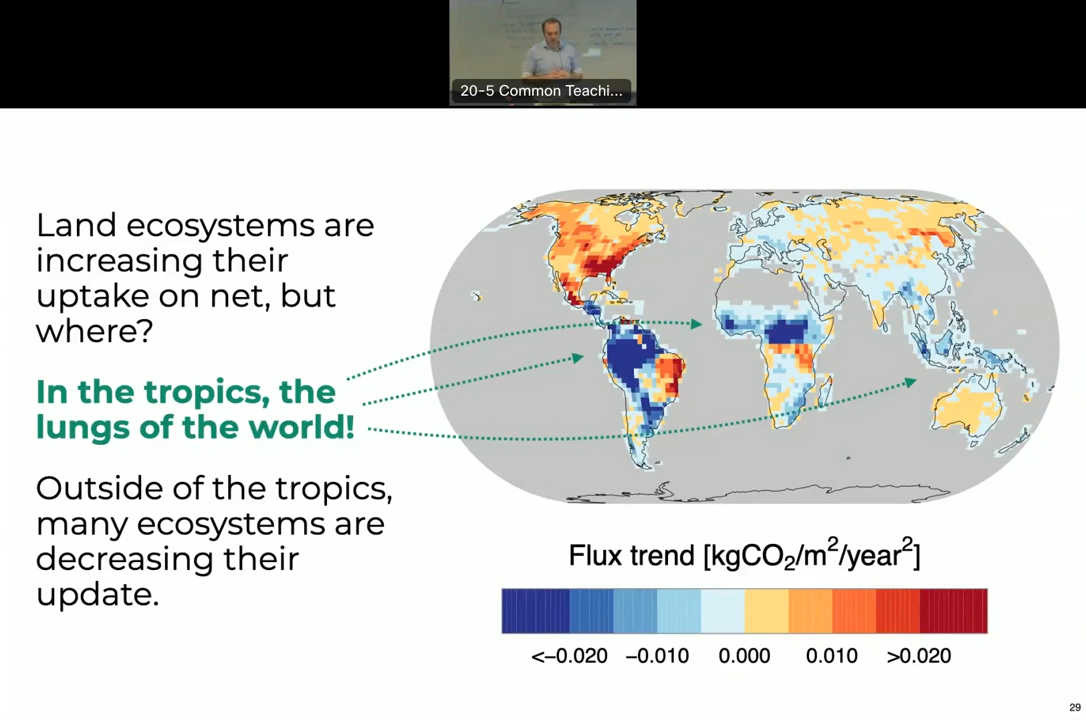 20-5 Common Teachi...
Land ecosystems are
increasing their
uptake on net, but
where?
In the tropics, the
lungs of the world!
Outside of the tropics,
many ecosystems are
decreasing their
update.
Flux trend [kgCO₂/m²/year²]
<−0.020 −0.010 0.000 0.010 >0.020
29